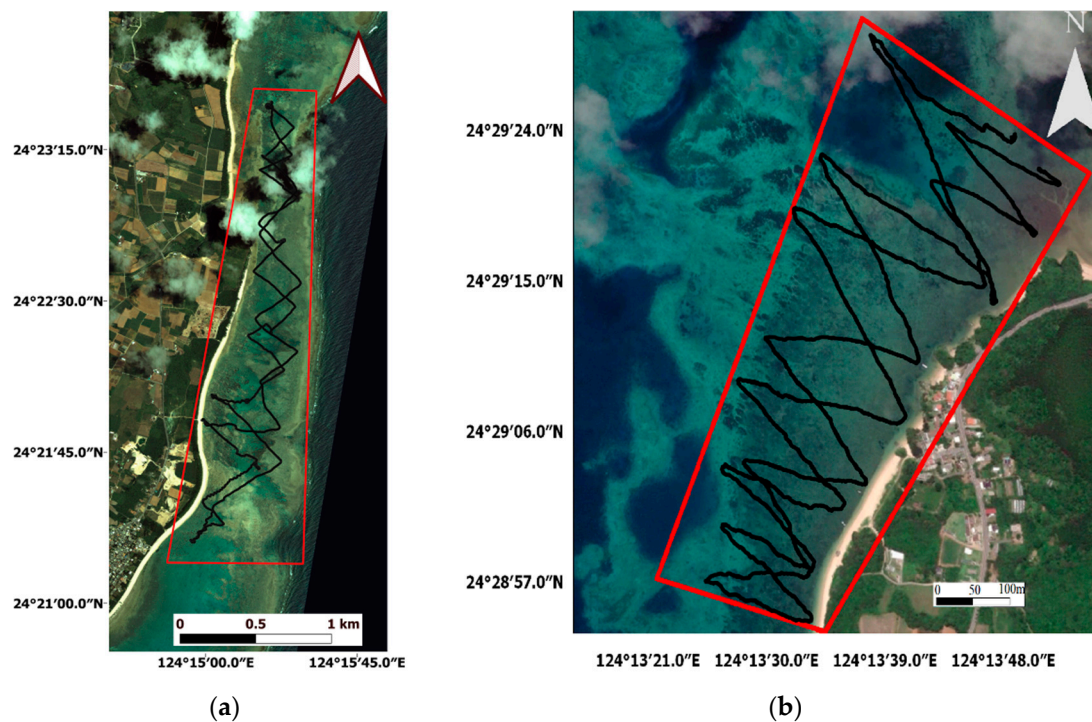 N
24°23′15.0″N
24°22′30.0″N
24°21′45.0″N
24°21′00.0″N
0 0.5 1 km
124°15′00.0″E 124°15′45.0″E
(a)
24°29′24.0″N
24°29′15.0″N
24°29′06.0″N
24°28′57.0″N
0 50 100m
124°13′21.0″E 124°13′30.0″E 124°13′39.0″E 124°13′48.0″E
(b)